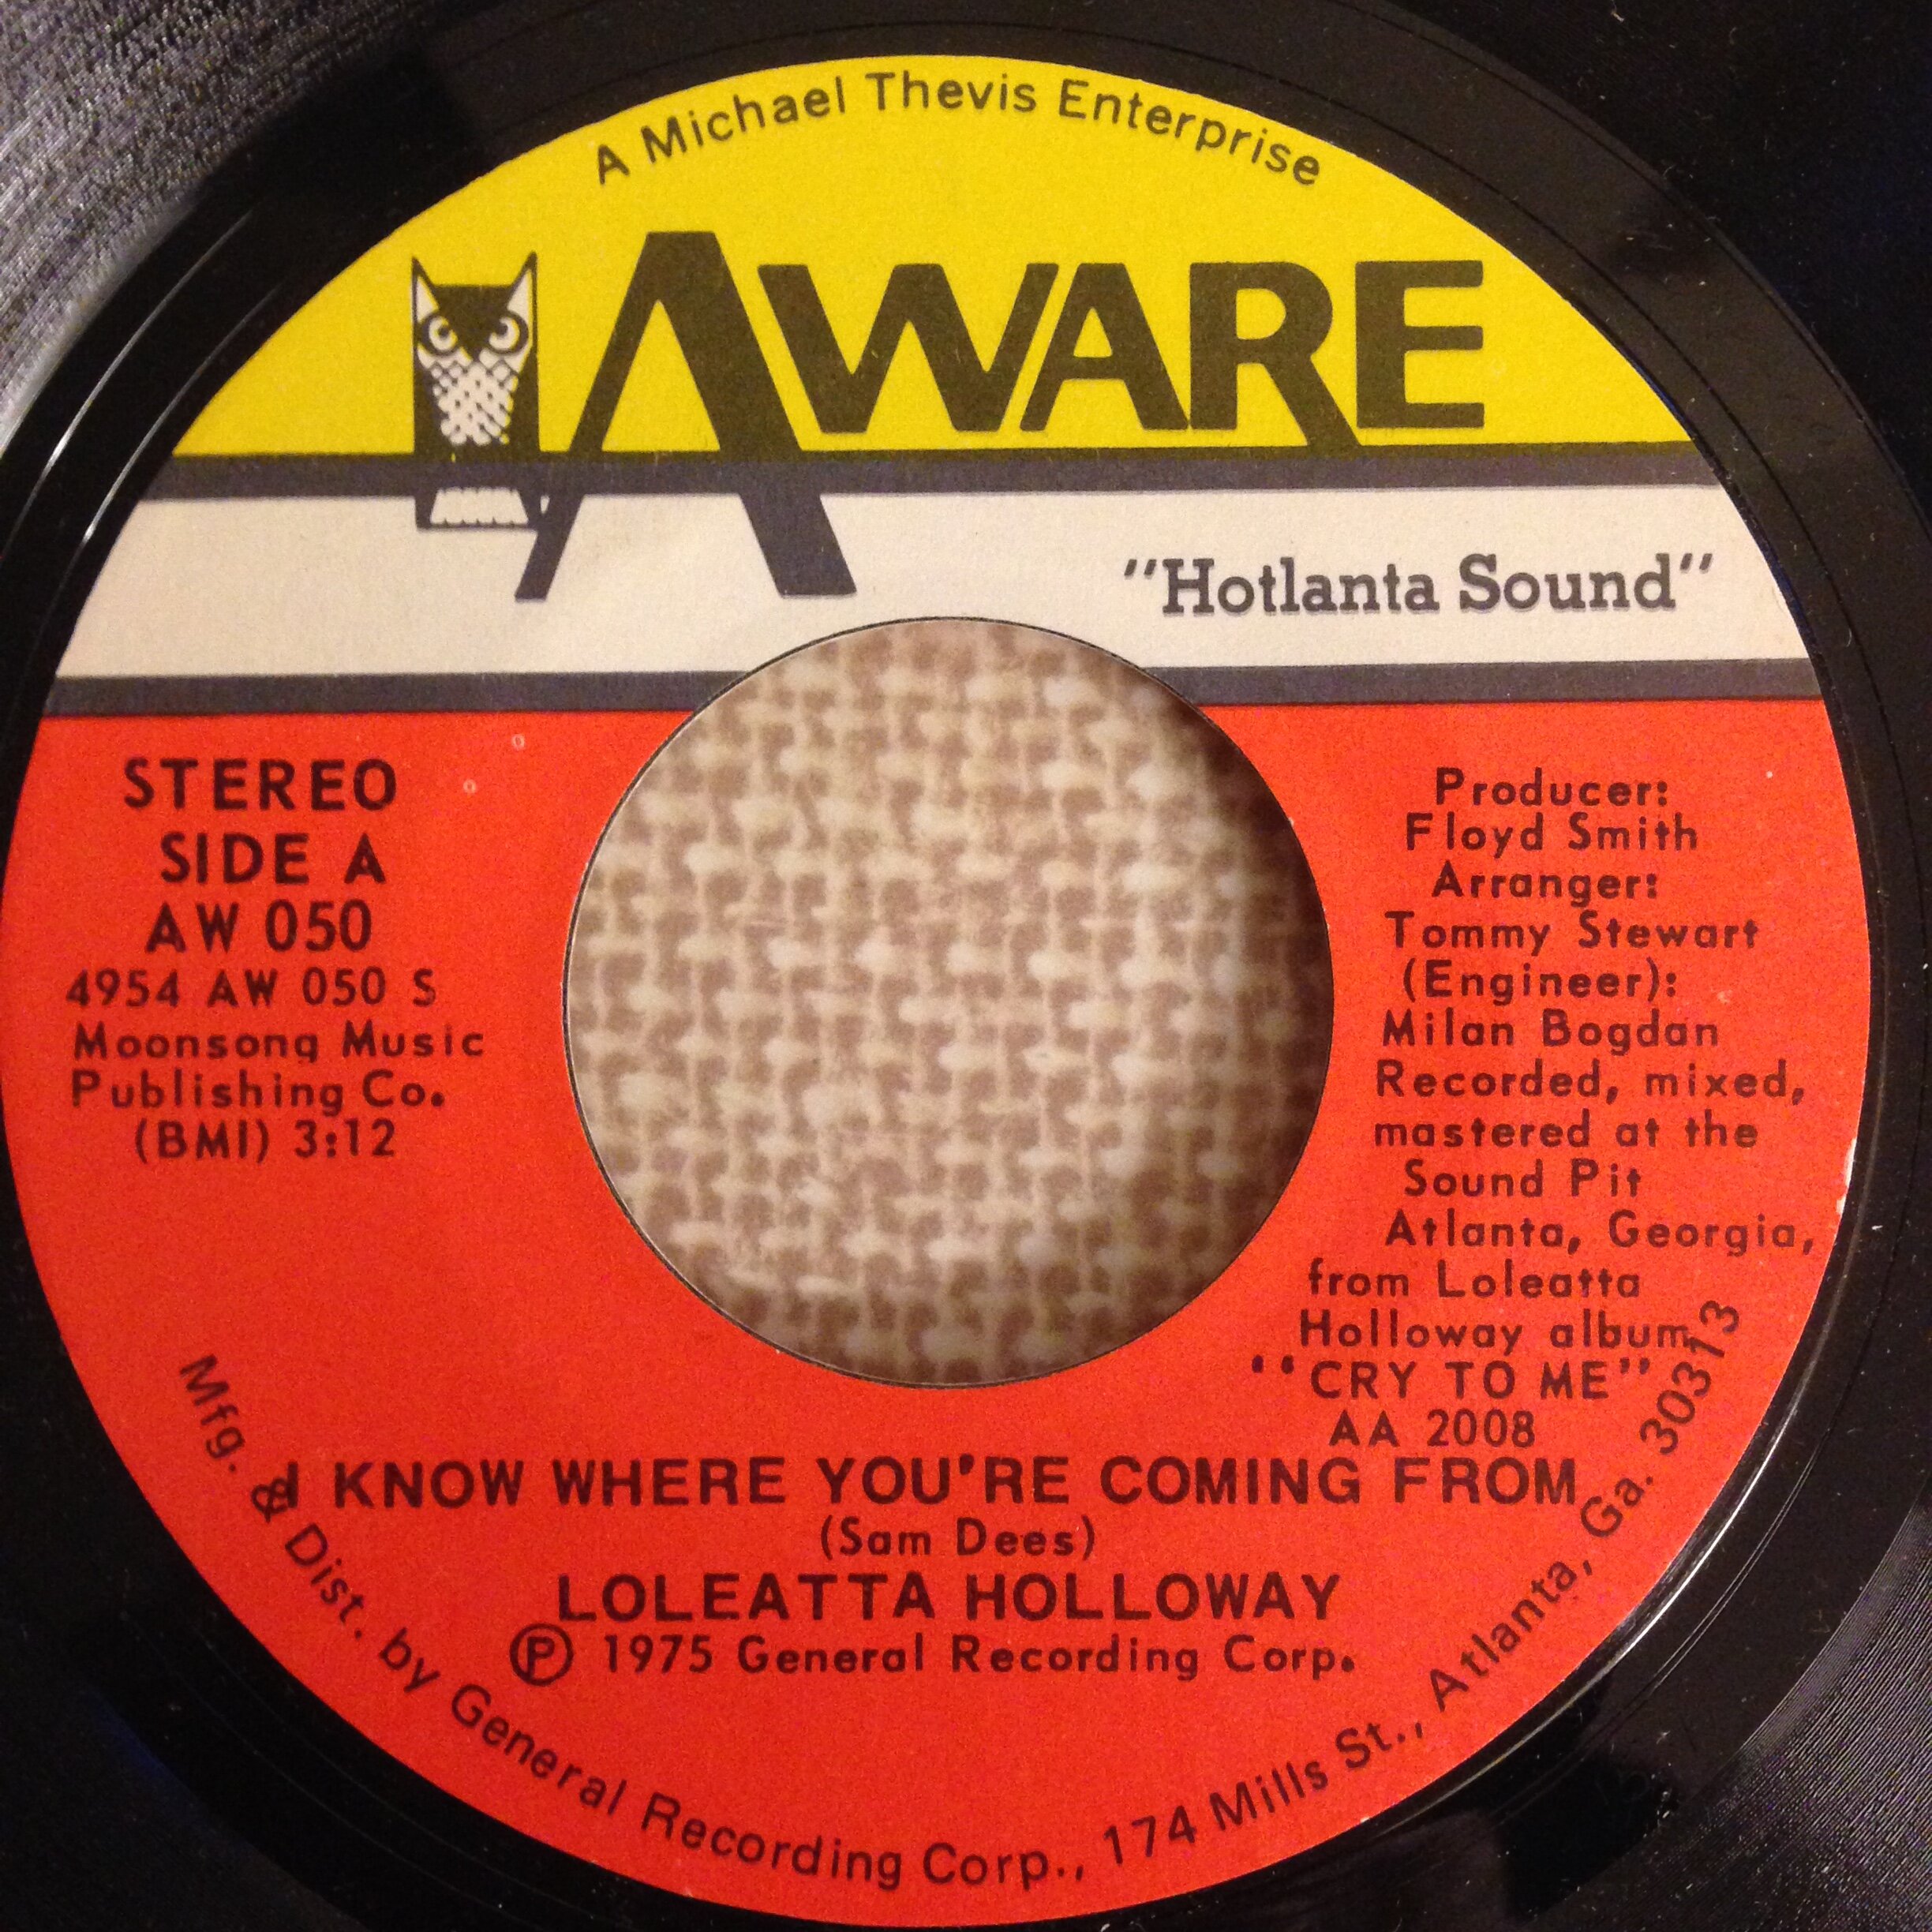 A Michael Thevis Enterprise
AWARE
"Hotlanta Sound"
STEREO
SIDE A
AW 050
4954 AW 050 S
Moonsong Music
Publishing Co.
(BMI) 3:12
Producer:
Floyd Smith
Arranger:
Tommy Stewart
(Engineer):
Milan Bogdan
Recorded, mixed,
mastered at the
Sound Pit
Atlanta, Georgia,
from Loleatta
Holloway album,
"CRY TO ME"
AA 2008
I KNOW WHERE YOU'RE COMING FROM
(Sam Dees)
LOLEATTA HOLLOWAY
Ⓟ 1975 General Recording Corp.
Mfg. & Dist. by General Recording Corp., 174 Mills St., Atlanta, Ga. 30313